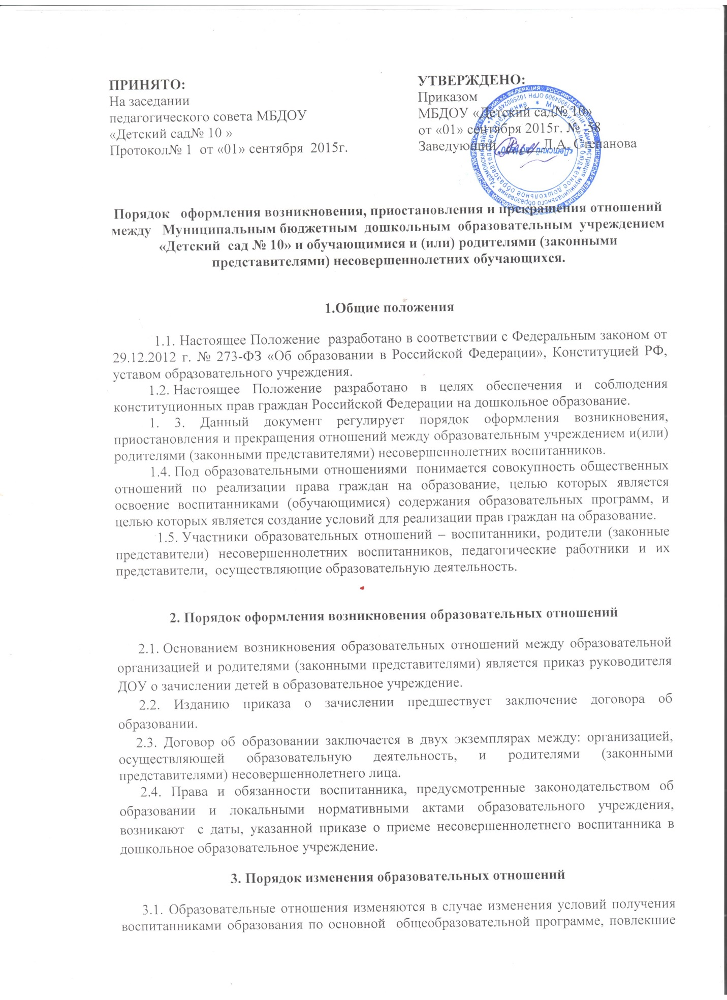 ПРИНЯТО:
На заседании
педагогического совета МБДОУ
«Детский сад№ 10 »
Протокол№ 1 от «01» сентября 2015г.
УТВЕРЖДЕНО:
Приказом
МБДОУ «Детский сад№ 10»
от «01» сентября 2015г. № 38
Заведующий Л.А. Степанова
Порядок оформления возникновения, приостановления и прекращения отношений
между Муниципальным бюджетным дошкольным образовательным учреждением
«Детский сад № 10» и обучающимися и (или) родителями (законными
представителями) несовершеннолетних обучающихся.
1.Общие положения
1.1. Настоящее Положение разработано в соответствии с Федеральным законом от
29.12.2012 г. № 273-ФЗ «Об образовании в Российской Федерации», Конституцией РФ,
уставом образовательного учреждения.
1.2. Настоящее Положение разработано в целях обеспечения и соблюдения
конституционных прав граждан Российской Федерации на дошкольное образование.
1. 3. Данный документ регулирует порядок оформления возникновения,
приостановления и прекращения отношений между образовательным учреждением и(или)
родителями (законными представителями) несовершеннолетних воспитанников.
1.4. Под образовательными отношениями понимается совокупность общественных
отношений по реализации права граждан на образование, целью которых является
освоение воспитанниками (обучающимися) содержания образовательных программ, и
целью которых является создание условий для реализации прав граждан на образование.
1.5. Участники образовательных отношений – воспитанники, родители (законные
представители) несовершеннолетних воспитанников, педагогические работники и их
представители, осуществляющие образовательную деятельность.
2. Порядок оформления возникновения образовательных отношений
2.1. Основанием возникновения образовательных отношений между образовательной
организацией и родителями (законными представителями) является приказ руководителя
ДОУ о зачислении детей в образовательное учреждение.
2.2. Изданию приказа о зачислении предшествует заключение договора об
образовании.
2.3. Договор об образовании заключается в двух экземплярах между: организацией,
осуществляющей образовательную деятельность, и родителями (законными
представителями) несовершеннолетнего лица.
2.4. Права и обязанности воспитанника, предусмотренные законодательством об
образовании и локальными нормативными актами образовательного учреждения,
возникают с даты, указанной приказе о приеме несовершеннолетнего воспитанника в
дошкольное образовательное учреждение.
3. Порядок изменения образовательных отношений
3.1. Образовательные отношения изменяются в случае изменения условий получения
воспитанниками образования по основной общеобразовательной программе, повлекшие